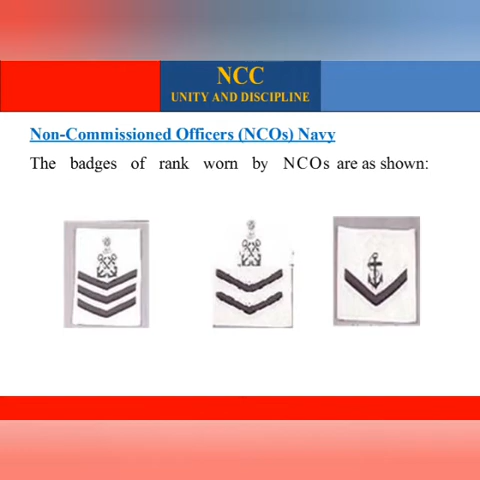 NCC
UNITY AND DISCIPLINE
Non-Commissioned Officers (NCOs) Navy
The badges of rank worn by NCOs are as shown: